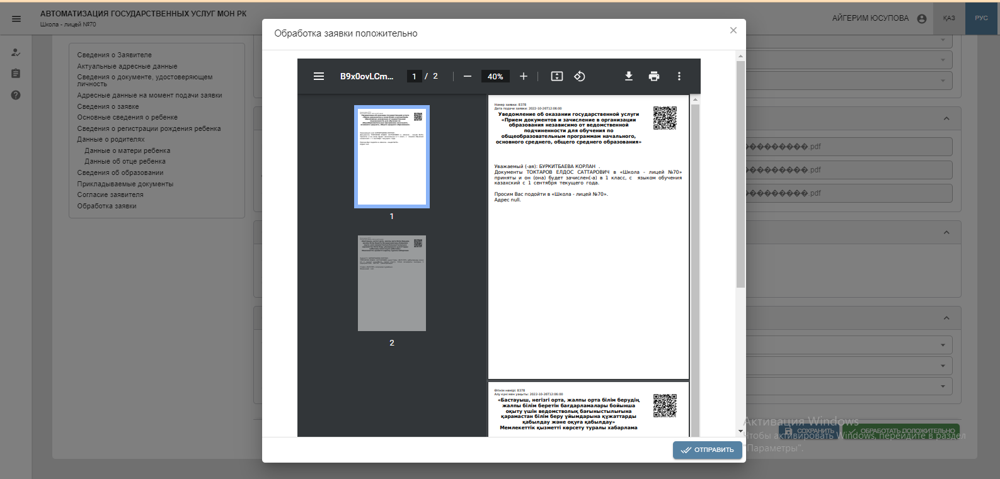 АВТОМАТИЗАЦИЯ ГОСУДАРСТВЕННЫХ УСЛУГ МОН РК
Школа - лицей №70
АЙГЕРИМ ЮСУПОВА
ҚАЗ
РУС
Сведения о Заявителе
Актуальные адресные данные
Сведения о документе, удостоверяющем
личность
Адресные данные на момент подачи заявки
Сведения о заявке
Основные сведения о ребенке
Сведения о регистрации рождения ребенка
Данные о родителях
Данные о матери ребенка
Данные об отце ребенка
Сведения об образовании
Прикладываемые документы
Согласие заявителя
Обработка заявки
Обработка заявки положительно
B9x0ovLCm...
1 / 2
40%
1
2
Номер заявки: 8378
Дата подачи заявки: 2022-10-26T12:06:00
Уведомление об оказании государственной услуги
«Прием документов и зачисление в организации
образования независимо от ведомственной
подчиненности для обучения по
общеобразовательным программам начального,
основного среднего, общего среднего образования»
Уважаемый (-ая): БУРКИТБАЕВА КОРЛАН .
Документы ТОКТАРОВ ЕЛДОС САТТАРОВИЧ в «Школа - лицей №70»
приняты и он (она) будет зачислен(-а) в 1 класс, с языком обучения
казахский с 1 сентября текущего года.
Просим Вас подойти в «Школа - лицей №70».
Адрес null.
Өтінім нөмірі: 8378
Алу күні мен уақыты: 2022-10-26T12:06:00
«Бастауыш, негізгі орта, жалпы орта білім берудің
жалпы білім беретін бағдарламалары бойынша
оқыту үшін ведомстволық бағыныстылығына
қарамастан білім беру ұйымдарына құжаттарды
қабылдау және оқуға қабылдау»
Мемлекеттік қызметті көрсету туралы хабарлама
���������.pdf
���������.pdf
���������.pdf
СОХРАНИТЬ
ОБРАБОТАТЬ ПОЛОЖИТЕЛЬНО
ОТПРАВИТЬ
Активация Windows
Чтобы активировать Windows, перейдите в раздел
"Параметры".